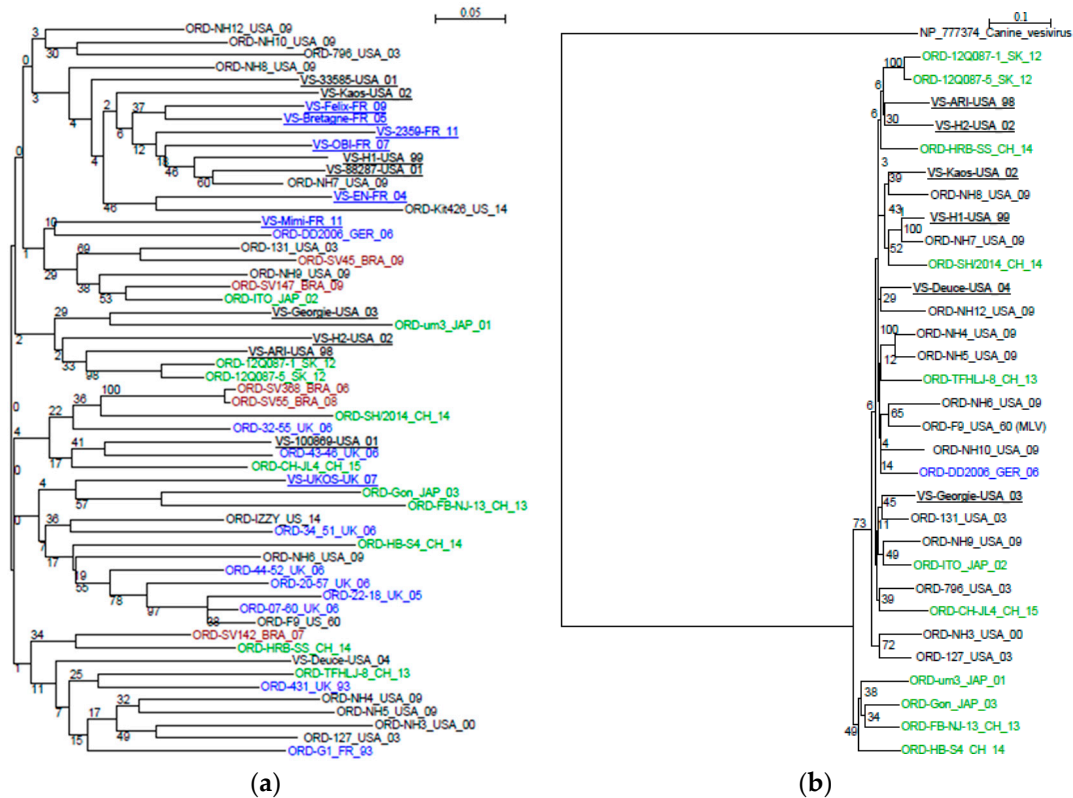 0.05
ORD-NH12_USA_09
ORD-NH10_USA_09
ORD-796_USA_03
ORD-NH8_USA_09
VS-33585-USA_01
VS-Kaos-USA_02
VS-Felix-FR_09
VS-Bretagne-FR_05
VS-2359-FR_11
VS-OBI-FR_07
VS-H1-USA_99
VS-88287-USA_01
ORD-NH7_USA_09
VS-EN-FR_04
ORD-Kit426_US_14
VS-Mimi-FR_11
ORD-DD2006_GER_06
ORD-131_USA_03
ORD-SV45_BRA_09
ORD-NH9_USA_09
ORD-SV147_BRA_09
ORD-ITO_JAP_02
VS-Georgie-USA_03
ORD-um3_JAP_01
VS-H2-USA_02
VS-ARI-USA_98
ORD-12Q087-1_SK_12
ORD-12Q087-5_SK_12
ORD-SV368_BRA_06
ORD-SV55_BRA_08
ORD-SH/2014_CH_14
ORD-32-55_UK_06
VS-100869-USA_01
ORD-43-46_UK_06
ORD-CH-JL4_CH_15
VS-UKOS-UK_07
ORD-Gon_JAP_03
ORD-FB-NJ-13_CH_13
ORD-IZZY_US_14
ORD-34_51_UK_06
ORD-HB-S4_CH_14
ORD-NH6_USA_09
ORD-44-52_UK_06
ORD-20-57_UK_06
ORD-22-18_UK_05
ORD-07-60_UK_06
ORD-F9_US_60
ORD-SV142_BRA_07
ORD-HRB-SS_CH_14
VS-Deuce-USA_04
ORD-TFHLJ-8_CH_13
ORD-431_UK_93
ORD-NH4_USA_09
ORD-NH5_USA_09
ORD-NH3_USA_00
ORD-127_USA_03
ORD-G1_FR_93
3
30
0
3
2
37
6
4
12
18
46
60
4
46
0
10
1
69
29
38
53
29
2
2
33
98
0
100
36
22
4
41
17
0
4
57
0
36
7
17
19
55
78
97
38
34
1
11
25
7
32
17
49
15
(a)
0.1
NP_777374_Canine_vesivirus
ORD-12Q087-1_SK_12
ORD-12Q087-5_SK_12
VS-ARI-USA_98
VS-H2-USA_02
ORD-HRB-SS_CH_14
VS-Kaos-USA_02
ORD-NH8_USA_09
VS-H1-USA_99
ORD-NH7_USA_09
ORD-SH/2014_CH_14
VS-Deuce-USA_04
ORD-NH12_USA_09
ORD-NH4_USA_09
ORD-NH5_USA_09
ORD-TFHLJ-8_CH_13
ORD-NH6_USA_09
ORD-F9_USA_60 (MLV)
ORD-NH10_USA_09
ORD-DD2006_GER_06
VS-Georgie-USA_03
ORD-131_USA_03
ORD-NH9_USA_09
ORD-ITO_JAP_02
ORD-796_USA_03
ORD-CH-JL4_CH_15
ORD-NH3_USA_00
ORD-127_USA_03
ORD-um3_JAP_01
ORD-Gon_JAP_03
ORD-FB-NJ-13_CH_13
ORD-HB-S4_CH_14
100
6
6
30
3
39
43
1
100
52
29
100
12
6
65
4
14
45
11
73
49
39
72
38
34
49
(b)